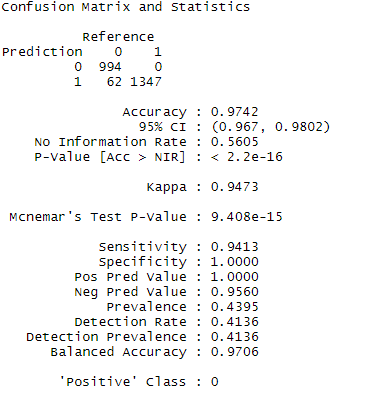 Confusion Matrix and Statistics
Reference
Prediction 0 1
0 994 0
1 62 1347
Accuracy : 0.9742
95% CI : (0.967, 0.9802)
No Information Rate : 0.5605
P-Value [Acc > NIR] : < 2.2e-16
Kappa : 0.9473
Mcnemar's Test P-Value : 9.408e-15
Sensitivity : 0.9413
Specificity : 1.0000
Pos Pred Value : 1.0000
Neg Pred Value : 0.9560
Prevalence : 0.4395
Detection Rate : 0.4136
Detection Prevalence : 0.4136
Balanced Accuracy : 0.9706
'Positive' Class : 0